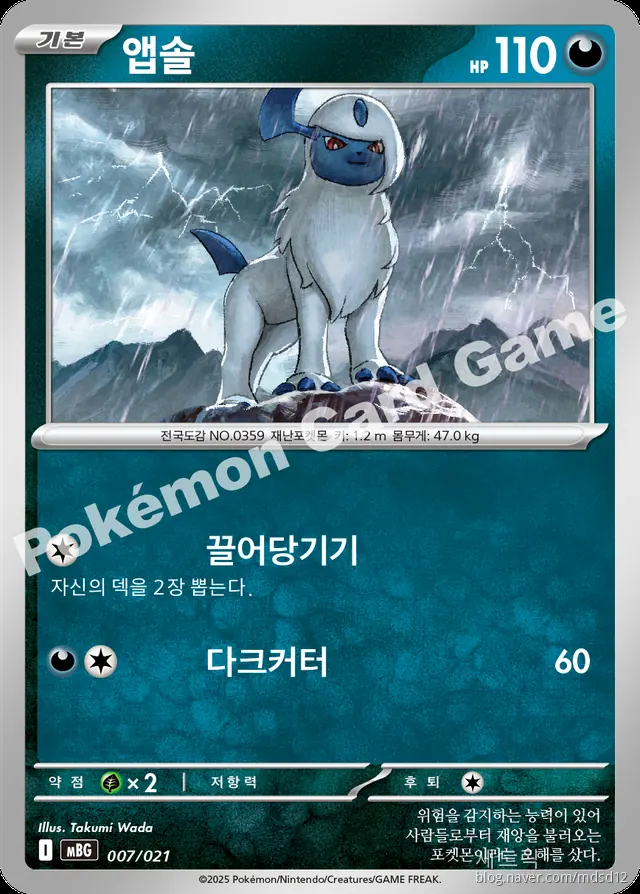 기본
앱솔
HP 110
전국도감 NO.0359 재난포켓몬 키: 1.2 m 몸무게: 47.0 kg
Pokémon Card Game
끌어당기기
자신의 덱을 2장 뽑는다.
다크커터 60
약점 ×2 저항력 후퇴
Illus. Takumi Wada
위험을 감지하는 능력이 있어
사람들로부터 재앙을 불러오는
포켓몬이라는 오해를 샀다.
I mBG 007/021
©2025 Pokémon/Nintendo/Creatures/GAME FREAK.
blog.naver.com/mdsd12